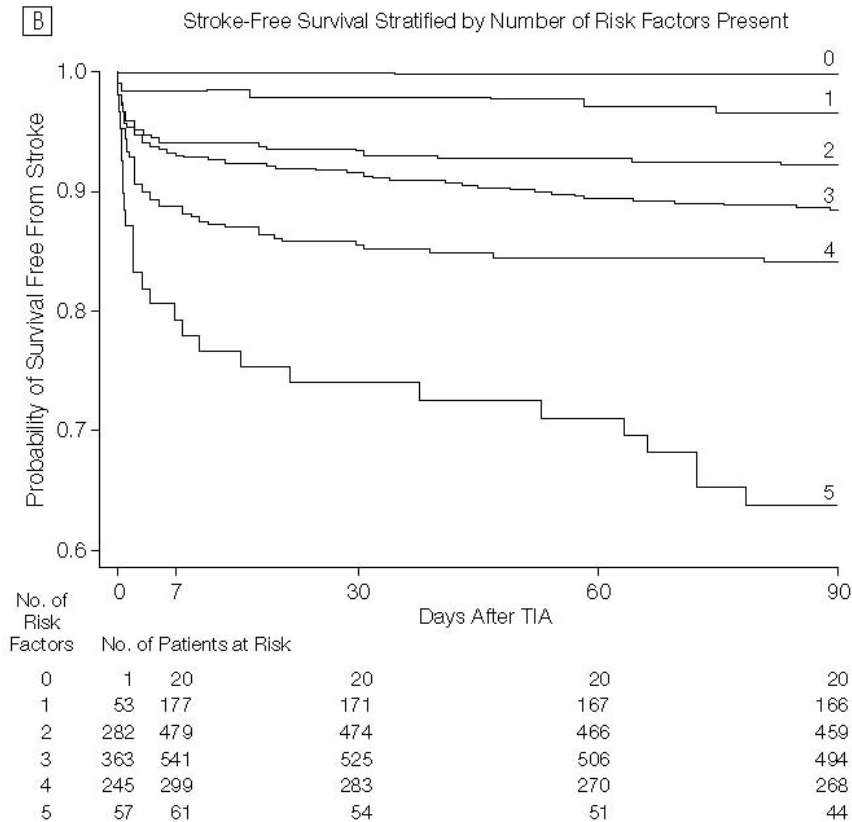 B Stroke-Free Survival Stratified by Number of Risk Factors Present
Probability of Survival Free From Stroke
1.0
0.9
0.8
0.7
0.6
0
1
2
3
4
5
0 7 30 60 90
Days After TIA
No. of
Risk
Factors No. of Patients at Risk
0 1 20 20 20 20
1 53 177 171 167 166
2 282 479 474 466 459
3 363 541 525 506 494
4 245 299 283 270 268
5 57 61 54 51 44